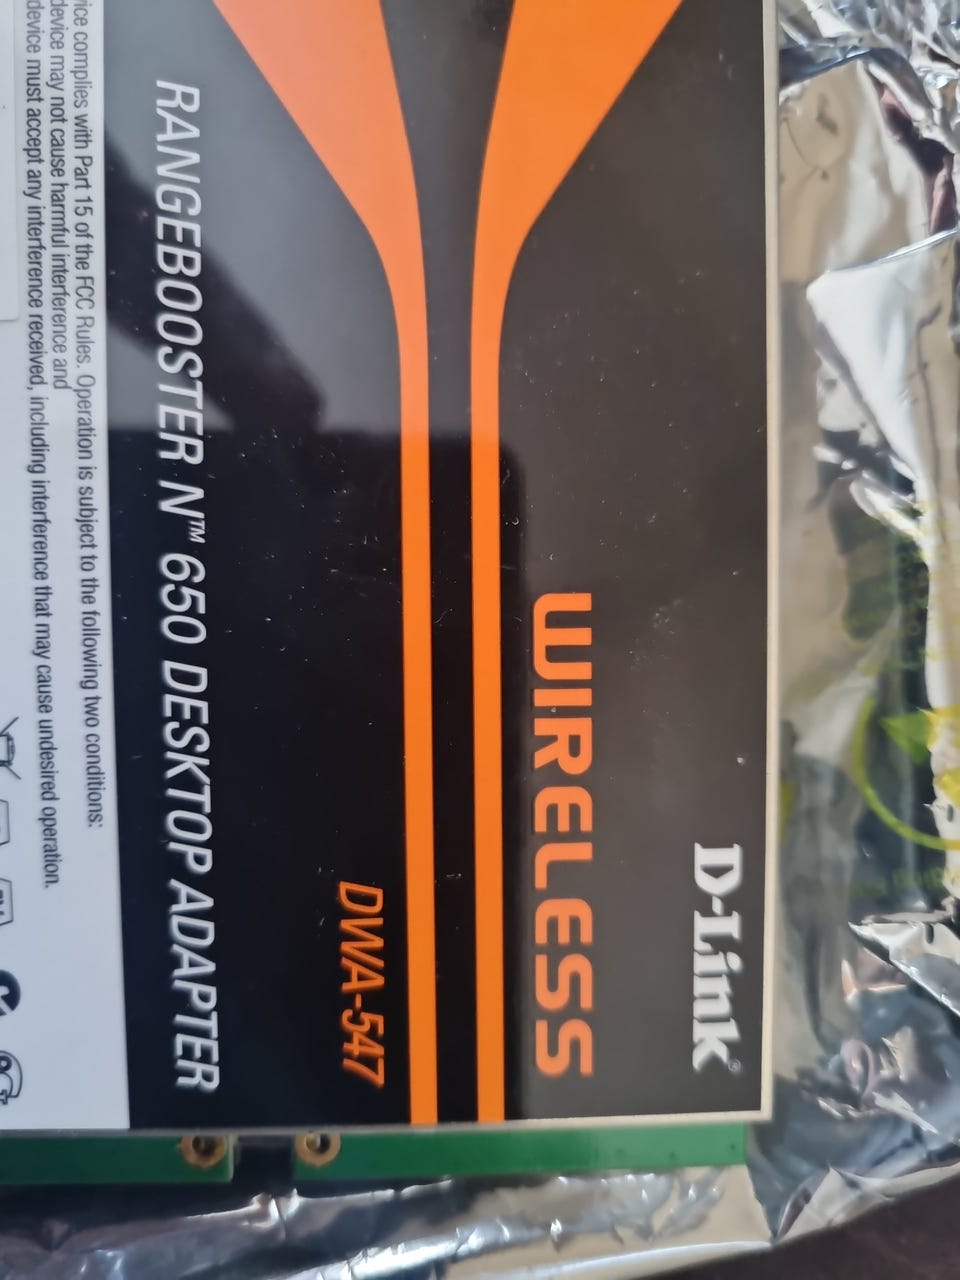 D-Link®
WIRELESS
DWA-547
RANGEBOOSTER N™ 650 DESKTOP ADAPTER
ice complies with Part 15 of the FCC Rules. Operation is subject to the following two conditions:
device may not cause harmful interference and
device must accept any interference received, including interference that may cause undesired operation.